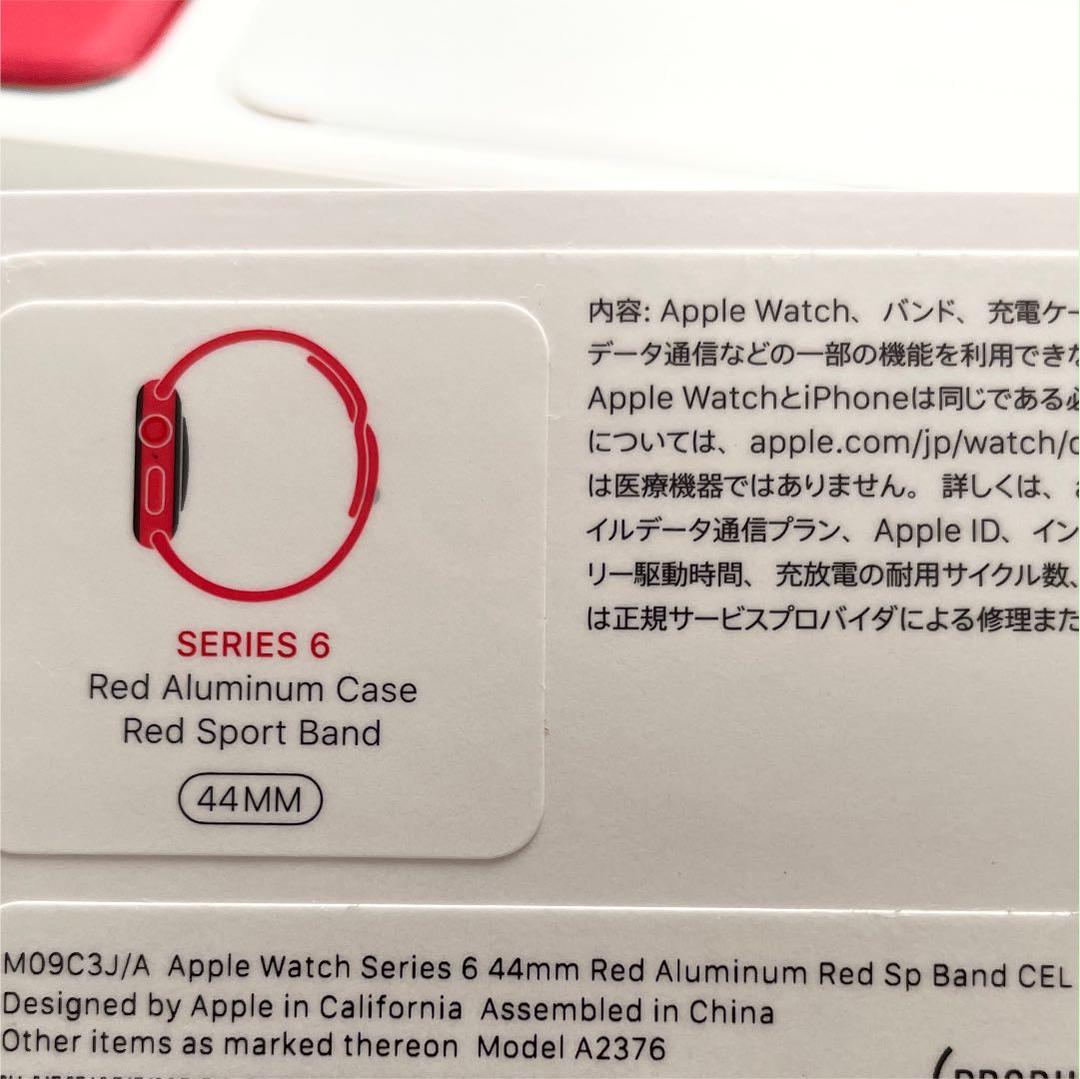 内容: Apple Watch、バンド、充電ケー
データ通信などの一部の機能を利用でき
Apple WatchとiPhoneは同じである
については、apple.com/jp/watch/
は医療機器ではありません。詳しくは、
イルデータ通信プラン、Apple ID、イン
リー駆動時間、充放電の耐用サイクル数、
は正規サービスプロバイダによる修理また
SERIES 6
Red Aluminum Case
Red Sport Band
44MM
M09C3J/A Apple Watch Series 6 44mm Red Aluminum Red Sp Band CEL
Designed by Apple in California Assembled in China
Other items as marked thereon Model A2376